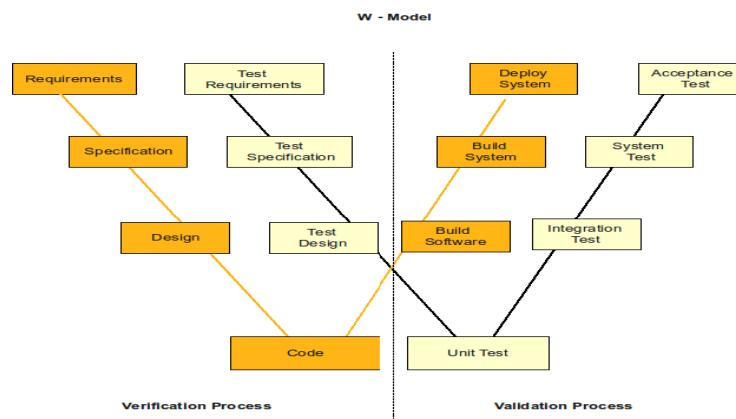 W - Model
Requirements
Test
Requirements
Deploy
System
Acceptance
Test
Specification
Test
Specification
Build
System
System
Test
Design
Test
Design
Build
Software
Integration
Test
Code
Unit Test
Verification Process
Validation Process